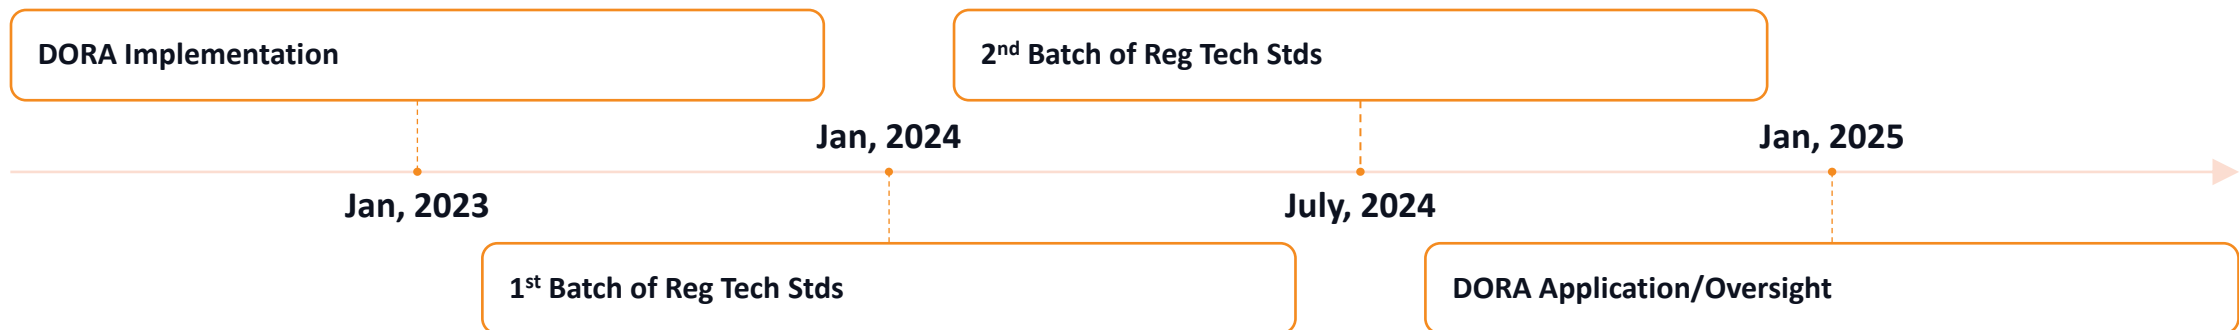 DORA Implementation
2nd Batch of Reg Tech Stds
Jan, 2024
Jan, 2025
Jan, 2023
July, 2024
1st Batch of Reg Tech Stds
DORA Application/Oversight